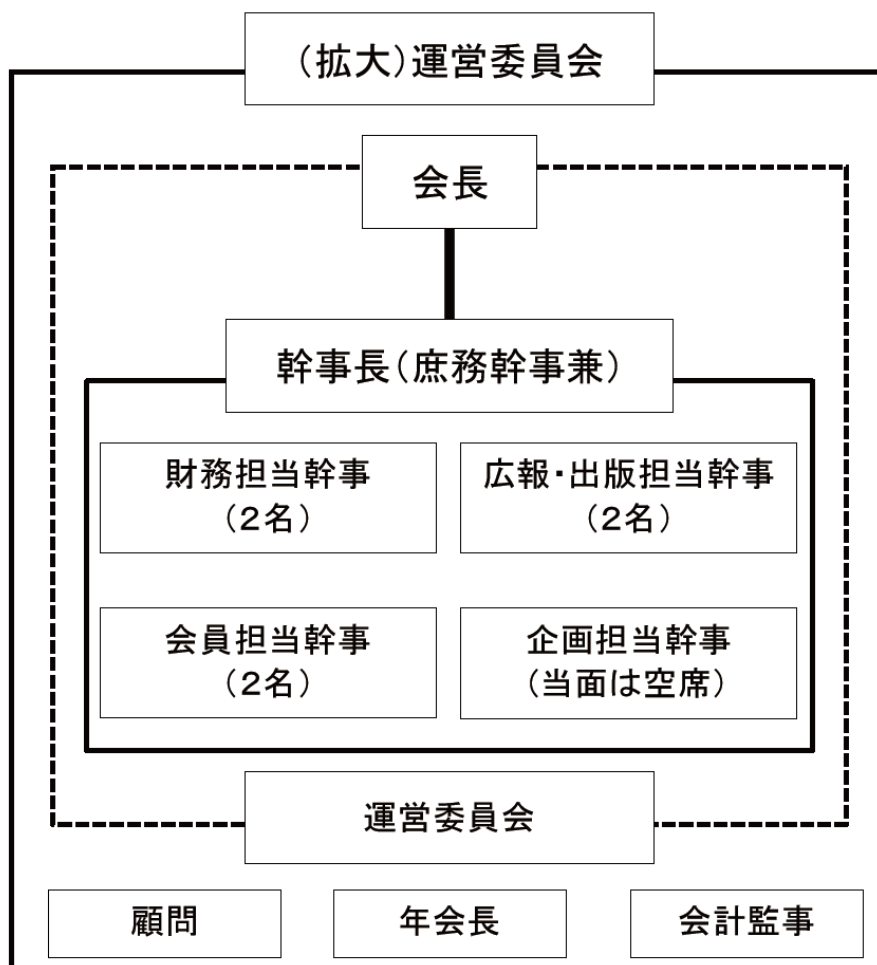 （拡大）運営委員会
会長
幹事長（庶務幹事兼）
財務担当幹事
（２名）
広報・出版担当幹事
（２名）
会員担当幹事
（２名）
企画担当幹事
（当面は空席）
運営委員会
顧問
年会長
会計監事